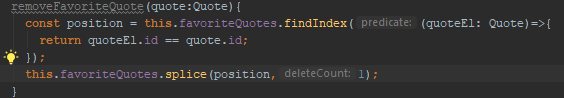 removeFavoriteQuote(quote:Quote){
const position = this.favoriteQuotes.findIndex( predicate: (quoteEl: Quote)=>{
return quoteEl.id == quote.id;
});
this.favoriteQuotes.splice(position, deleteCount: 1);
}